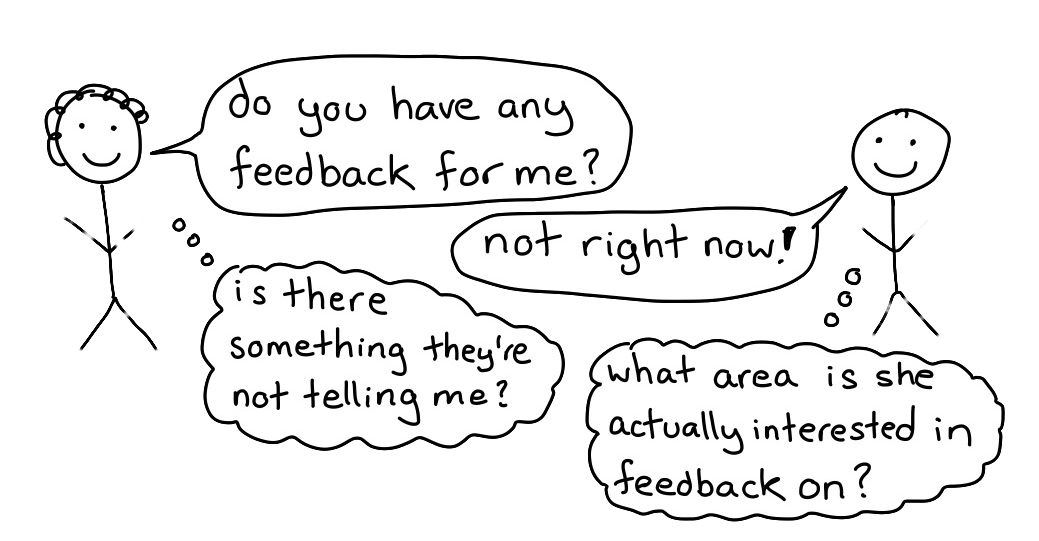 do you have any
feedback for me?
not right now!
is there
something they're
not telling me?
what area is she
actually interested in
feedback on?